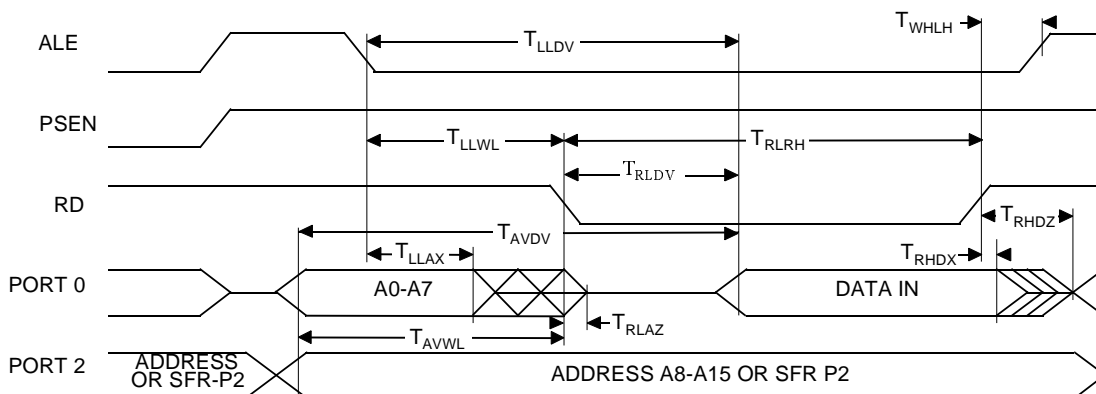 T_WHLH
ALE
T_LLDV
PSEN
T_LLWL
T_RLRH
T_RLDV
RD
T_AVDV
T_RHDZ
T_LLAX
T_RHDX
PORT 0
A0-A7
DATA IN
T_RLAZ
T_AVWL
PORT 2
ADDRESS
OR SFR-P2
ADDRESS A8-A15 OR SFR P2